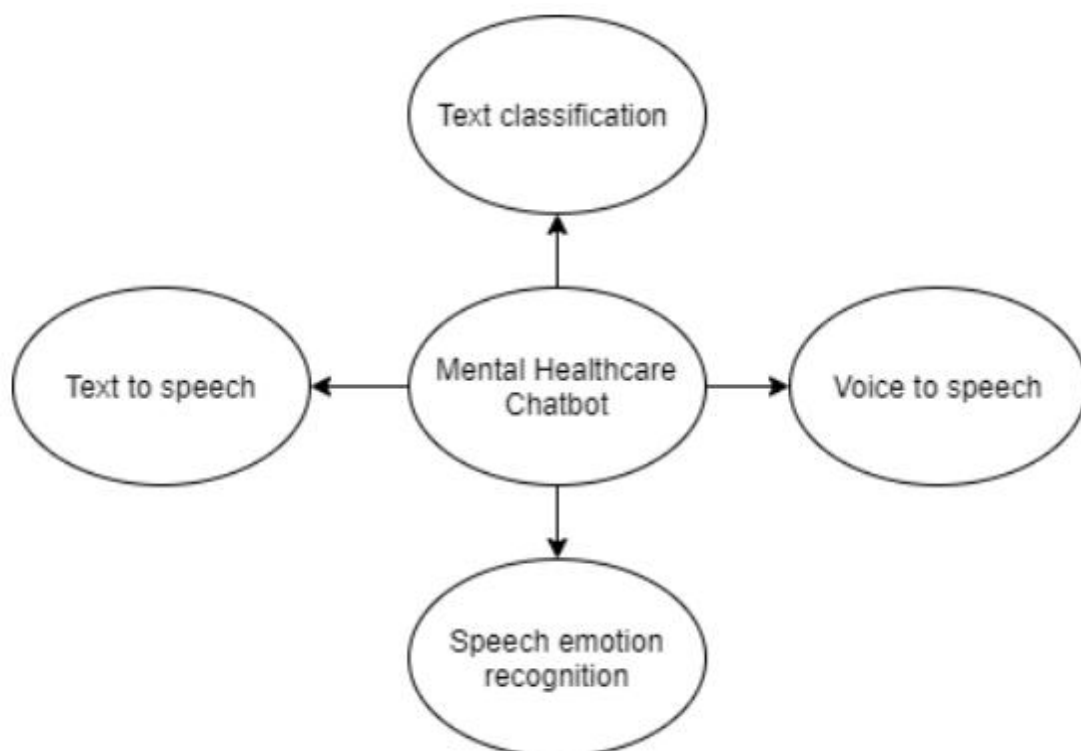 Text classification
Text to speech
Mental Healthcare
Chatbot
Voice to speech
Speech emotion
recognition